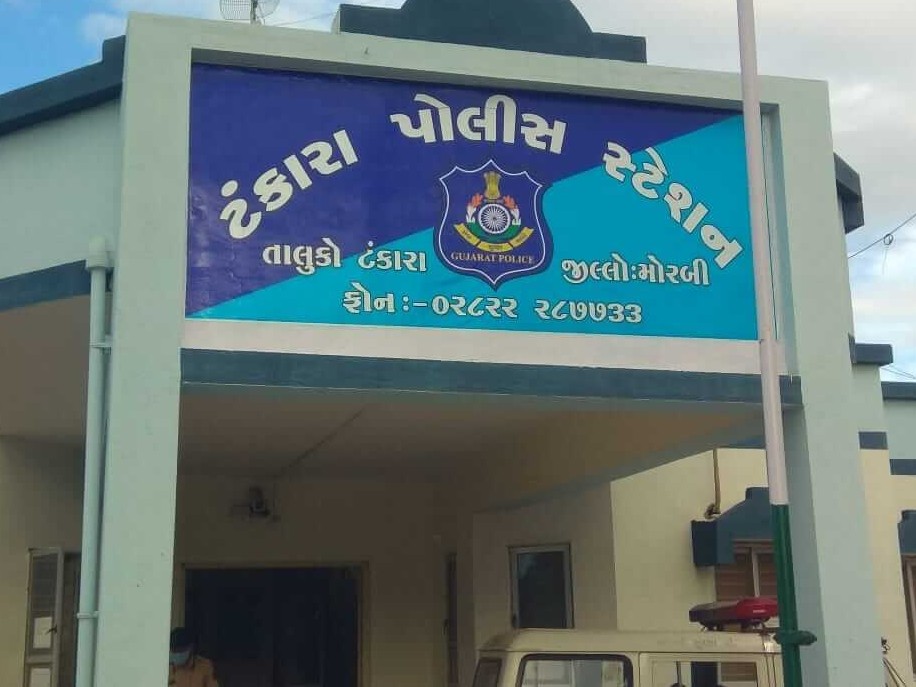 ટંકારા પોલીસ સ્ટેશન
તાલુકો ટંકારા
GUJARAT POLICE
જીલ્લો:મોરબી
ફોન :- ૦૨૮૨૨ ૨૮૭૭૩૩